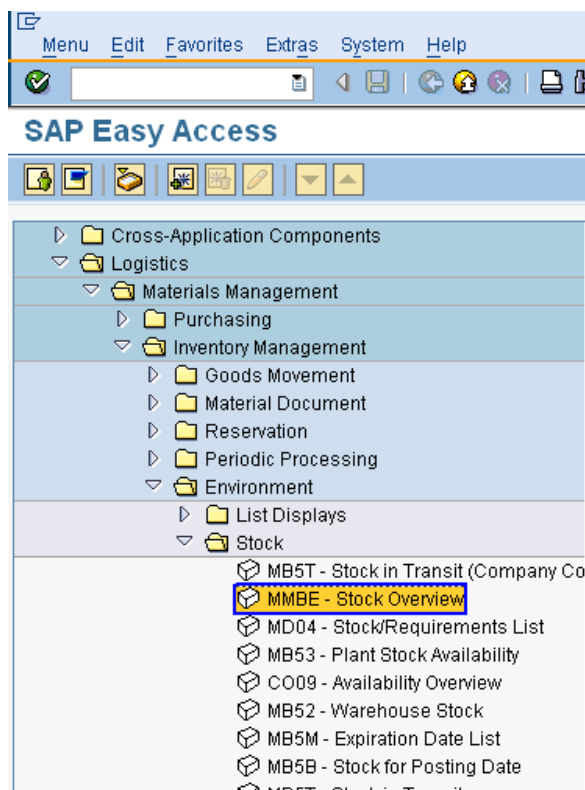 Menu Edit Favorites Extras System Help
SAP Easy Access
Cross-Application Components
Logistics
Materials Management
Purchasing
Inventory Management
Goods Movement
Material Document
Reservation
Periodic Processing
Environment
List Displays
Stock
MB5T - Stock in Transit (Company Co
MMBE - Stock Overview
MD04 - Stock/Requirements List
MB53 - Plant Stock Availability
CO09 - Availability Overview
MB52 - Warehouse Stock
MB5M - Expiration Date List
MB5B - Stock for Posting Date